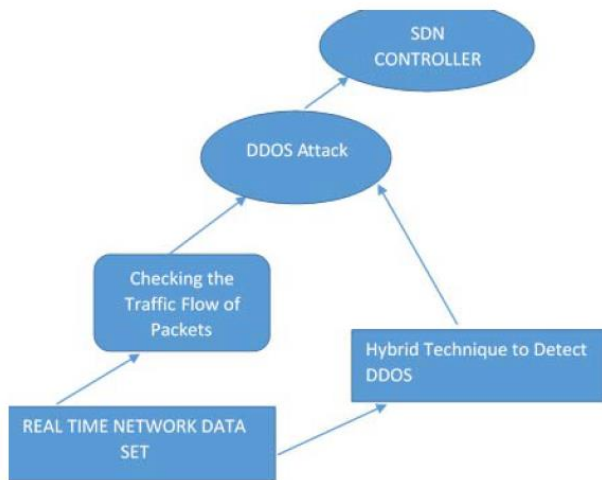 SDN
CONTROLLER
DDOS Attack
Checking the
Traffic Flow of
Packets
Hybrid Technique to Detect
DDOS
REAL TIME NETWORK DATA
SET